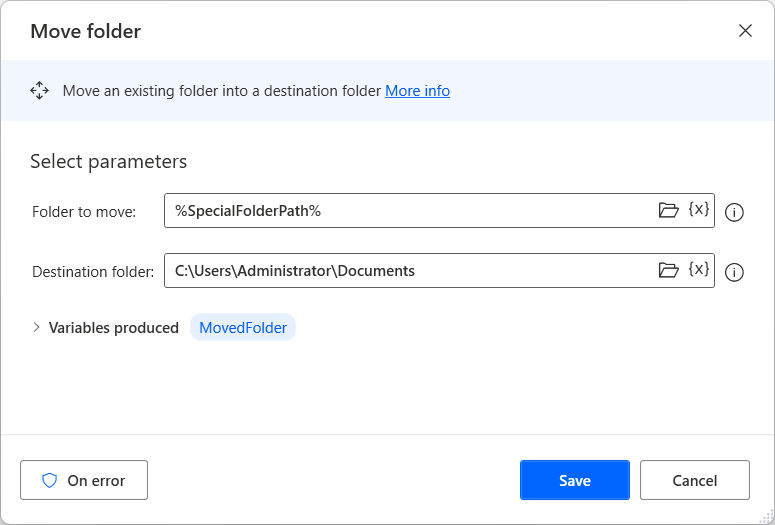 Move folder
Move an existing folder into a destination folder More info
Select parameters
Folder to move: %SpecialFolderPath% {x}
Destination folder: C:\Users\Administrator\Documents {x}
Variables produced MovedFolder
On error Save Cancel